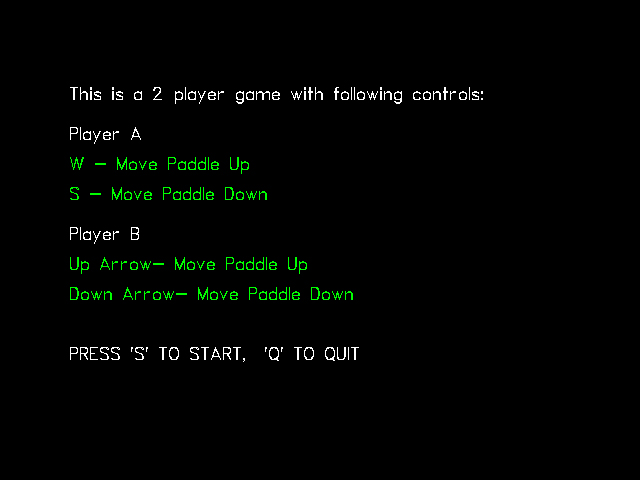 This is a 2 player game with following controls:
Player A
W - Move Paddle Up
S - Move Paddle Down
Player B
Up Arrow- Move Paddle Up
Down Arrow- Move Paddle Down
PRESS 'S' TO START, 'Q' TO QUIT